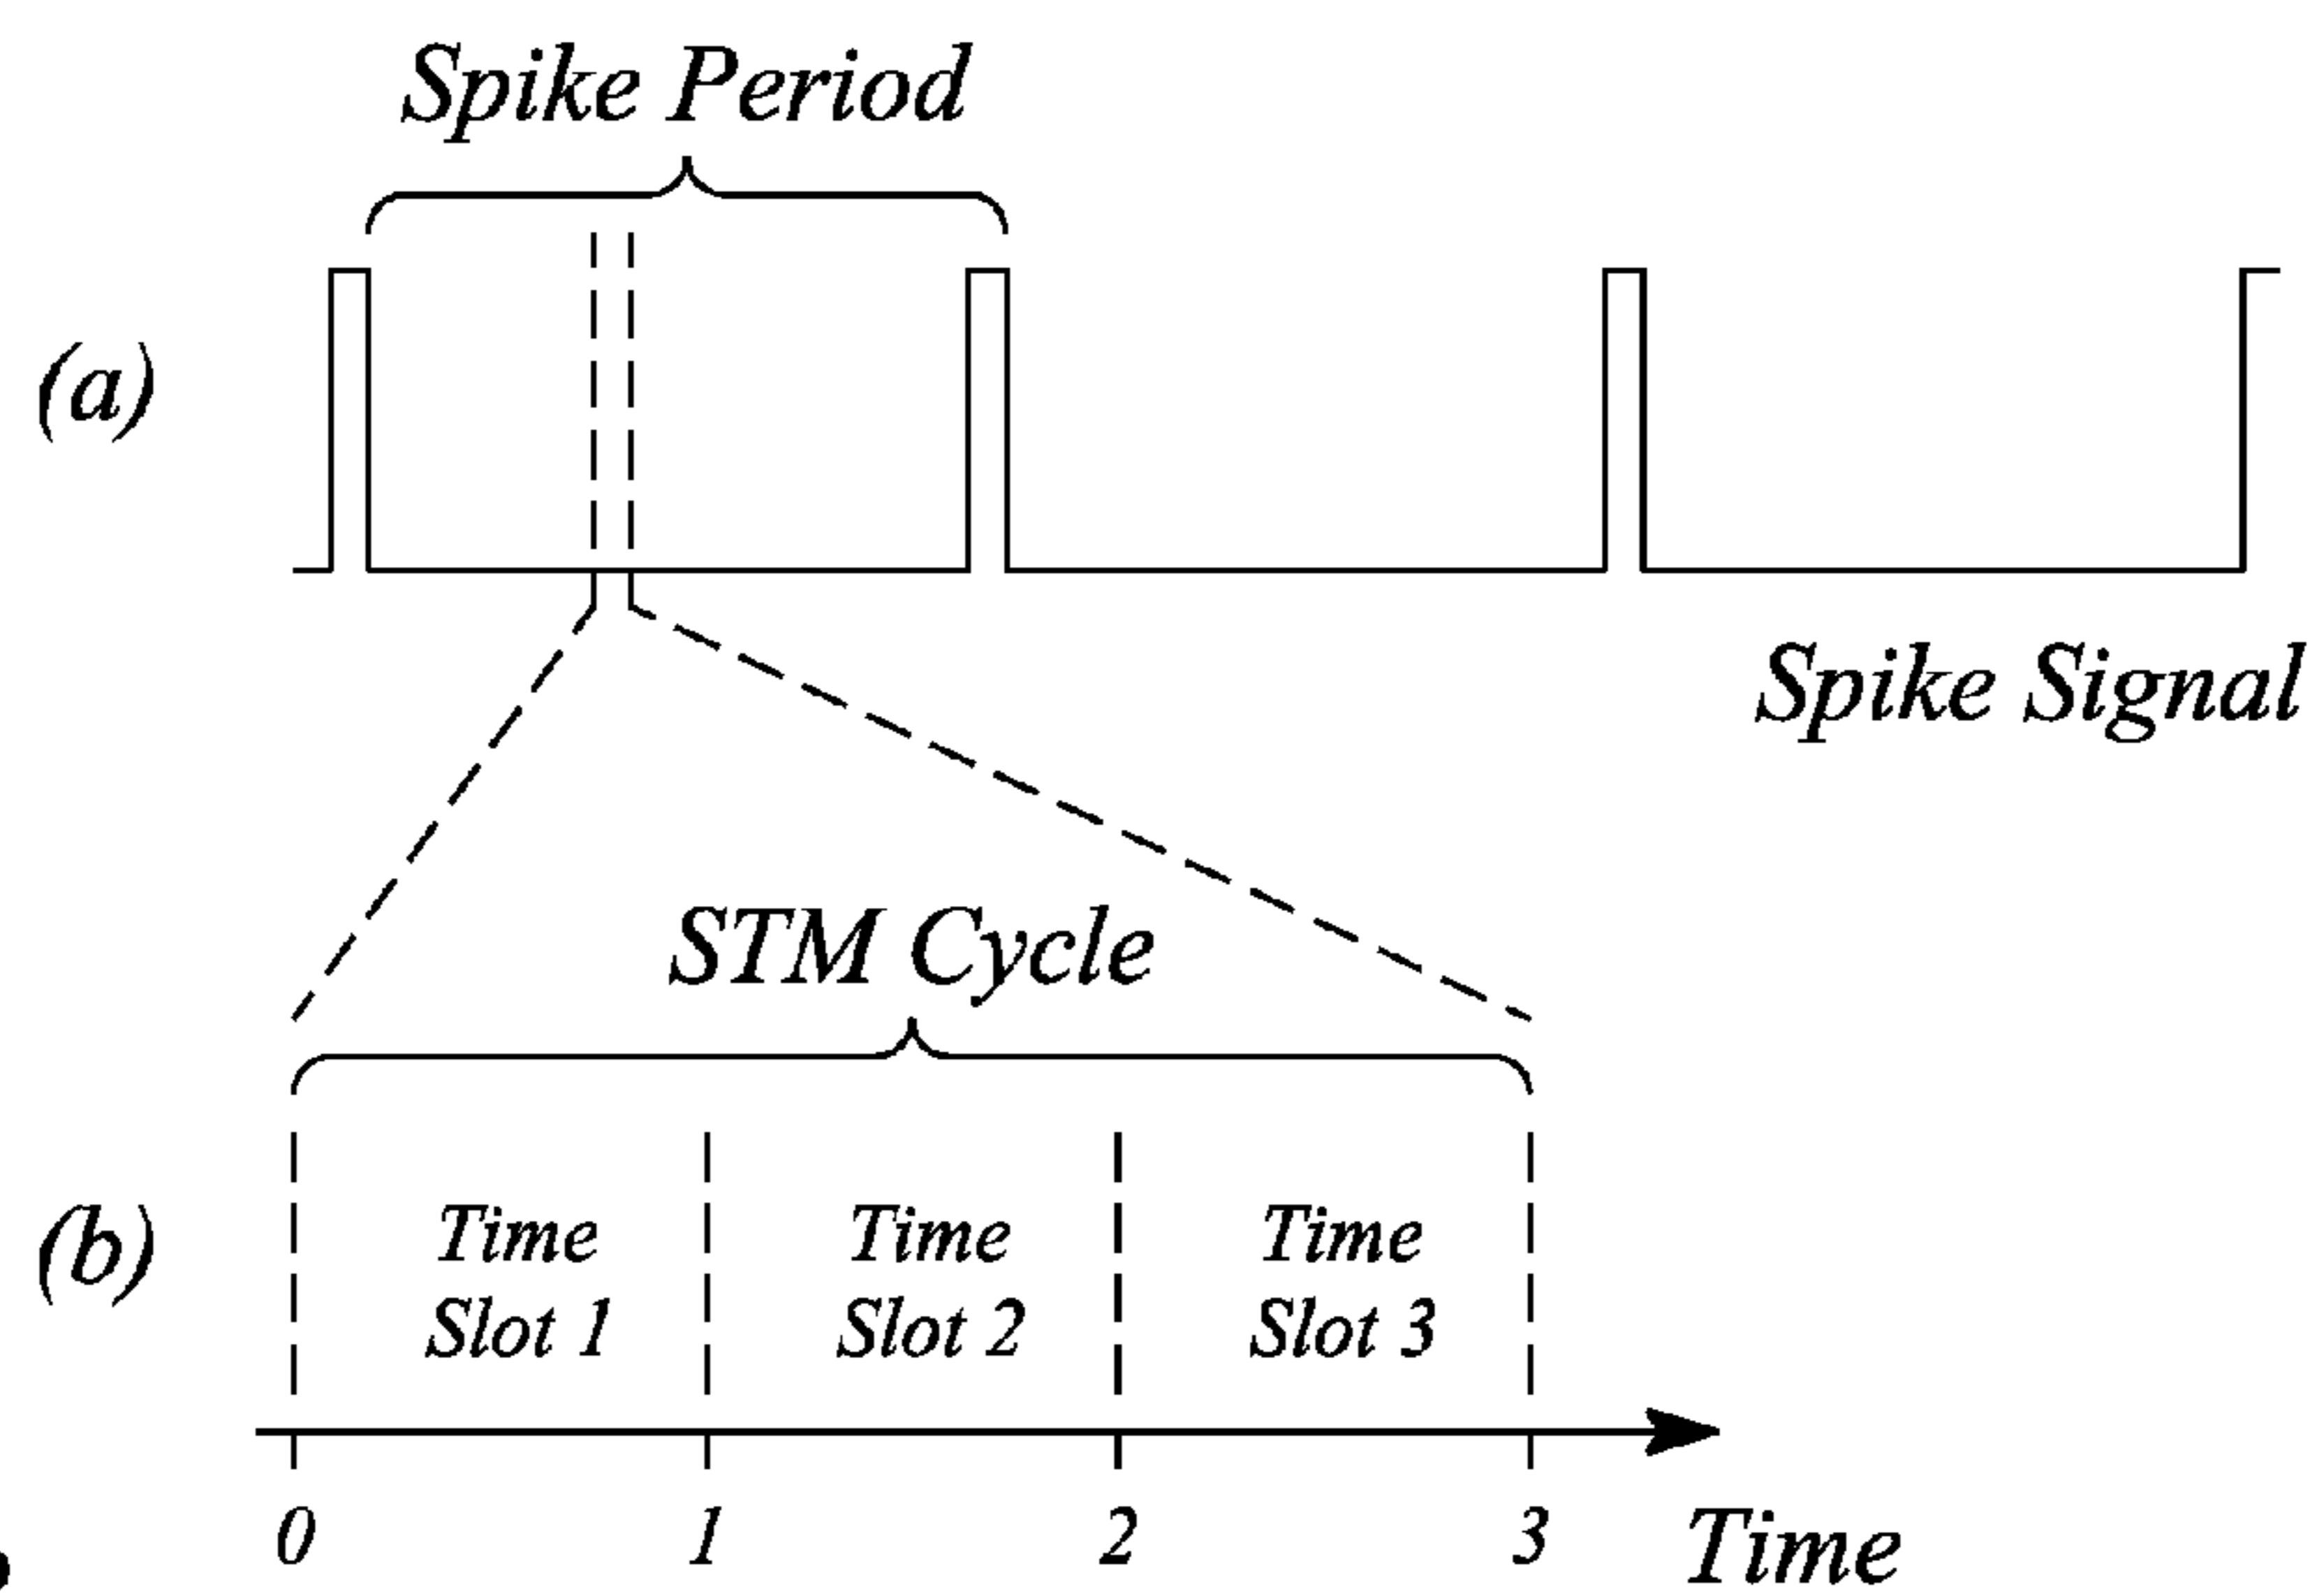 Spike Period
(a)
Spike Signal
STM Cycle
(b)
Time Slot 1
Time Slot 2
Time Slot 3
0 1 2 3 Time